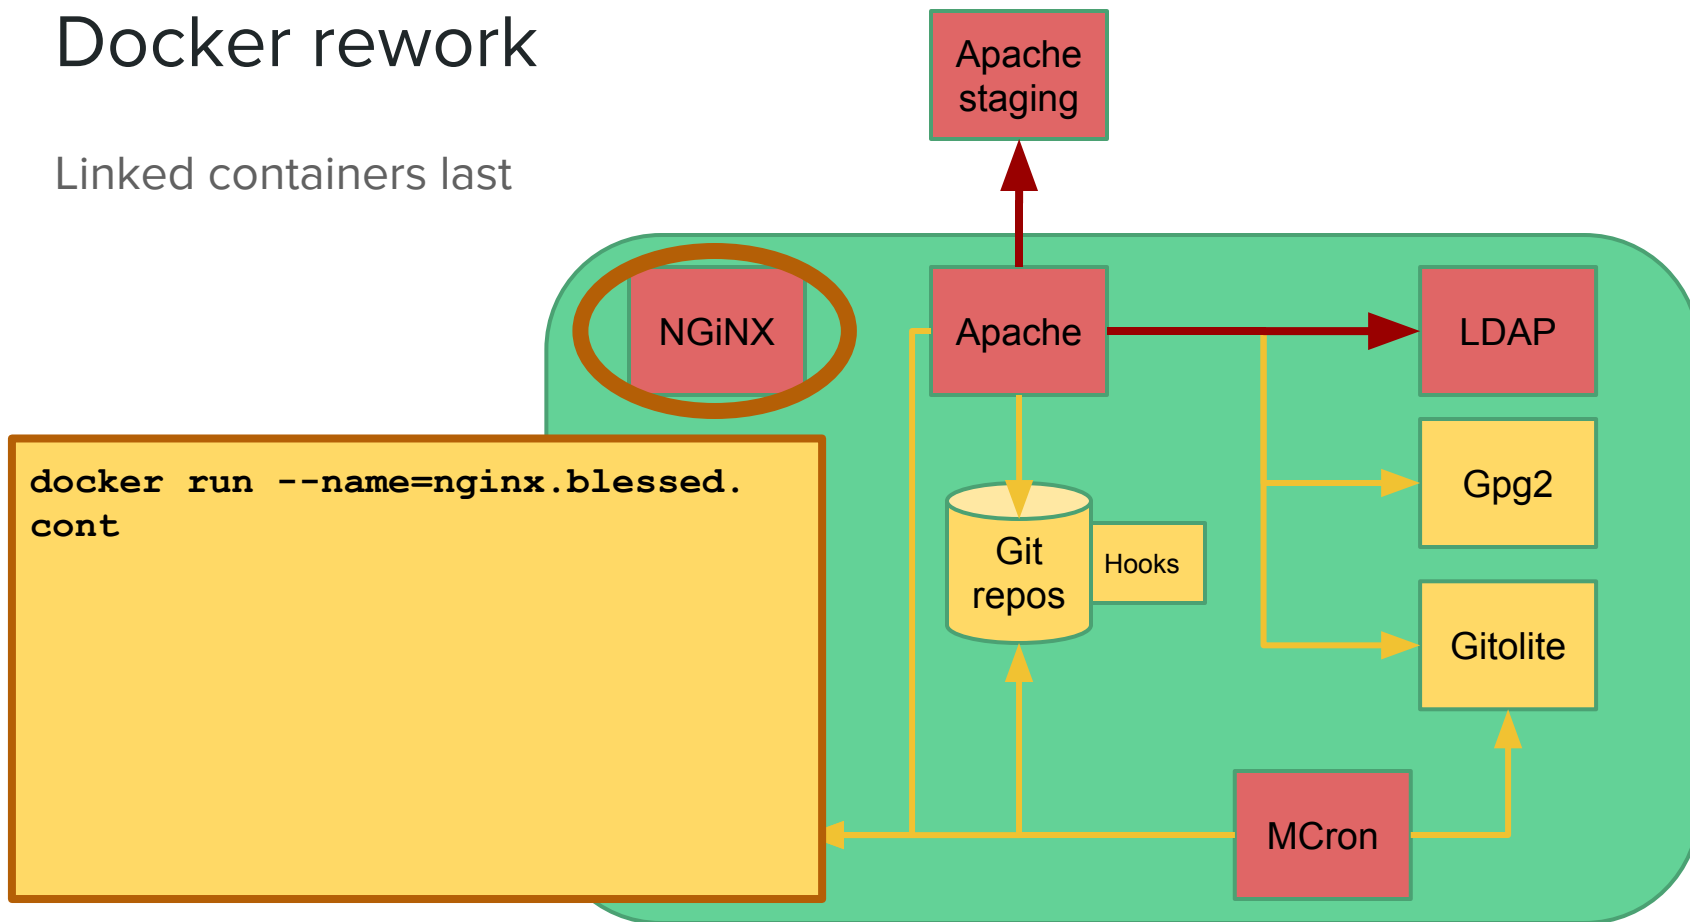 Docker rework
Linked containers last
Apache
staging
NGiNX
Apache
LDAP
docker run --name=nginx.blessed.
cont
Gpg2
Git
repos
Hooks
Gitolite
MCron